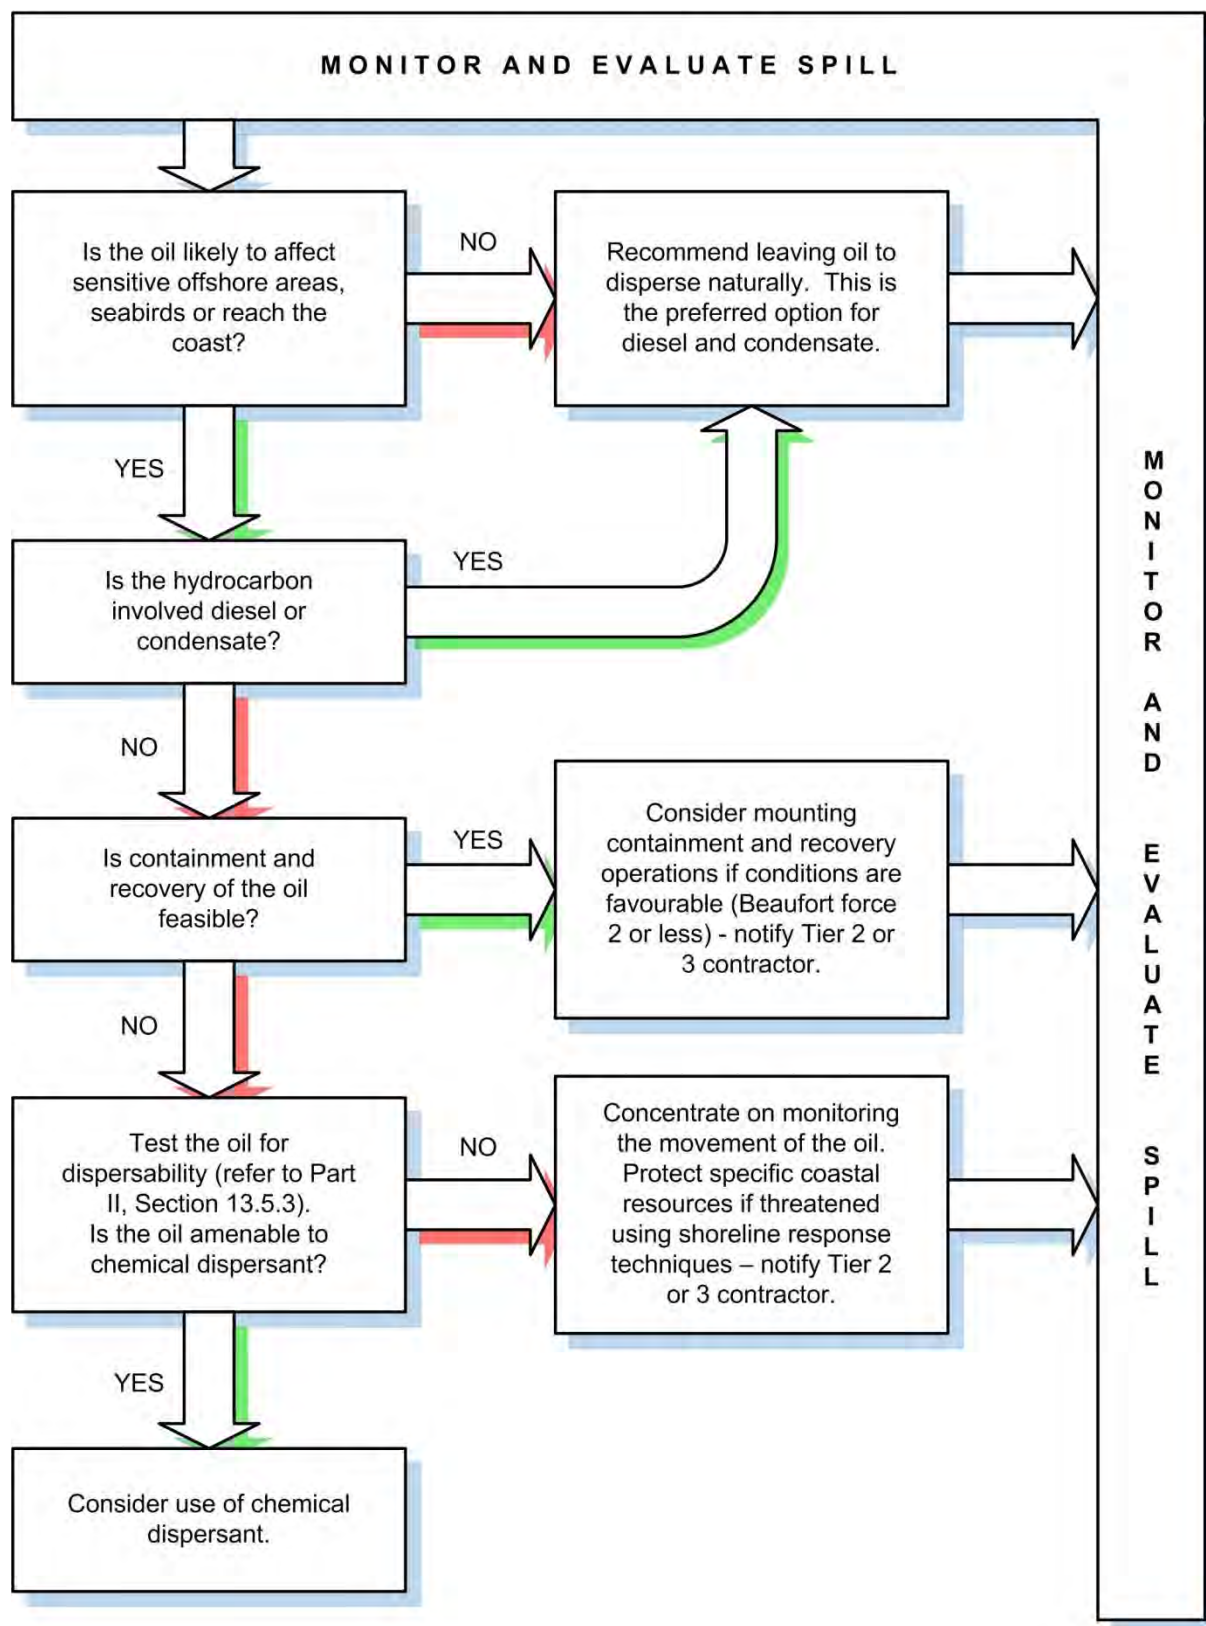 MONITOR AND EVALUATE SPILL
Is the oil likely to affect
sensitive offshore areas,
seabirds or reach the
coast?
NO
Recommend leaving oil to
disperse naturally.  This is
the preferred option for
diesel and condensate.
YES
Is the hydrocarbon
involved diesel or
condensate?
YES
NO
Is containment and
recovery of the oil
feasible?
YES
Consider mounting
containment and recovery
operations if conditions are
favourable (Beaufort force
2 or less) - notify Tier 2 or
3 contractor.
NO
Test the oil for
dispersability (refer to Part
II, Section 13.5.3).
Is the oil amenable to
chemical dispersant?
NO
Concentrate on monitoring
the movement of the oil.
Protect specific coastal
resources if threatened
using shoreline response
techniques – notify Tier 2
or 3 contractor.
YES
Consider use of chemical
dispersant.
MONITOR AND EVALUATE SPILL